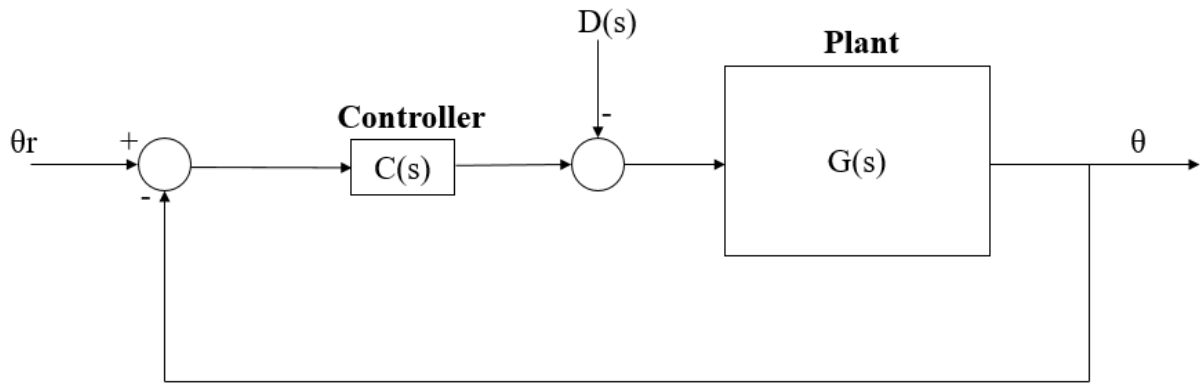 D(s)
Plant
Controller
θr
+
-
C(s)
-
G(s)
θ